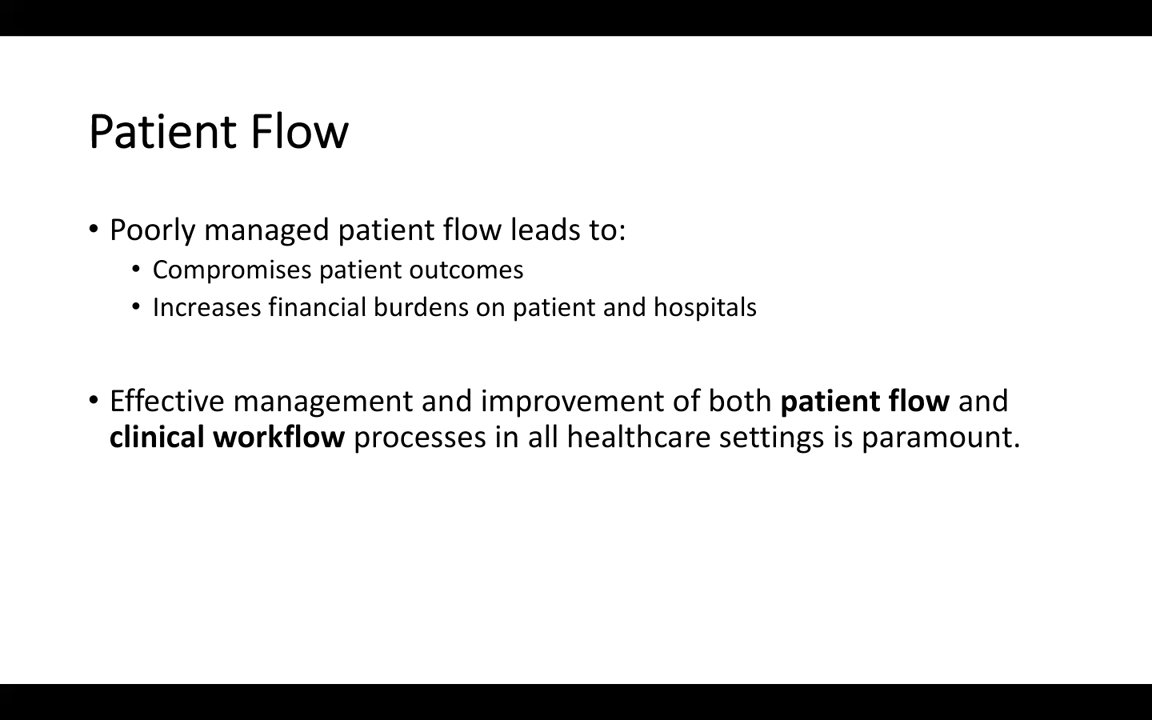 Patient Flow
• Poorly managed patient flow leads to:
• Compromises patient outcomes
• Increases financial burdens on patient and hospitals
• Effective management and improvement of both patient flow and
clinical workflow processes in all healthcare settings is paramount.